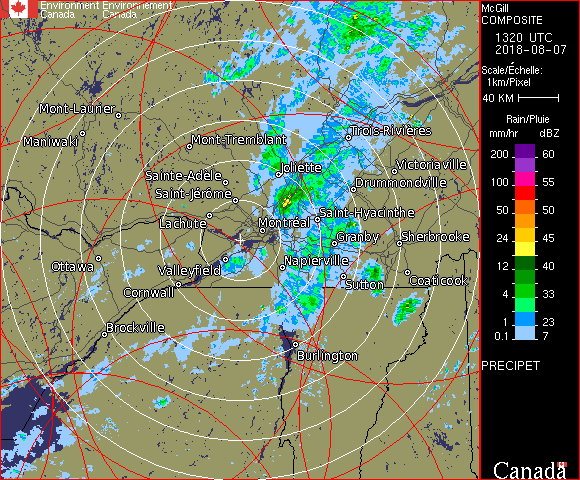 Environment Environnement
Canada Canada
McGill
COMPOSITE
1320 UTC
2018-08-07
Scale/Échelle:
1km/Pixel
40 KM
Rain/Pluie
mm/hr dBZ
200 60
100 55
50 50
24 45
12 40
4 33
1 23
0.1 7
PRECIPET
Canada
Mont-Laurier
Maniwaki
Mont-Tremblant
Trois-Rivières
Joliette
Victoriaville
Sainte-Adèle
Drummondville
Saint-Jérôme
Saint-Hyacinthe
Lachute
Montréal
Granby
Sherbrooke
Ottawa
Valleyfield
Napierville
Cornwall
Sutton
Coaticook
Brockville
Burlington